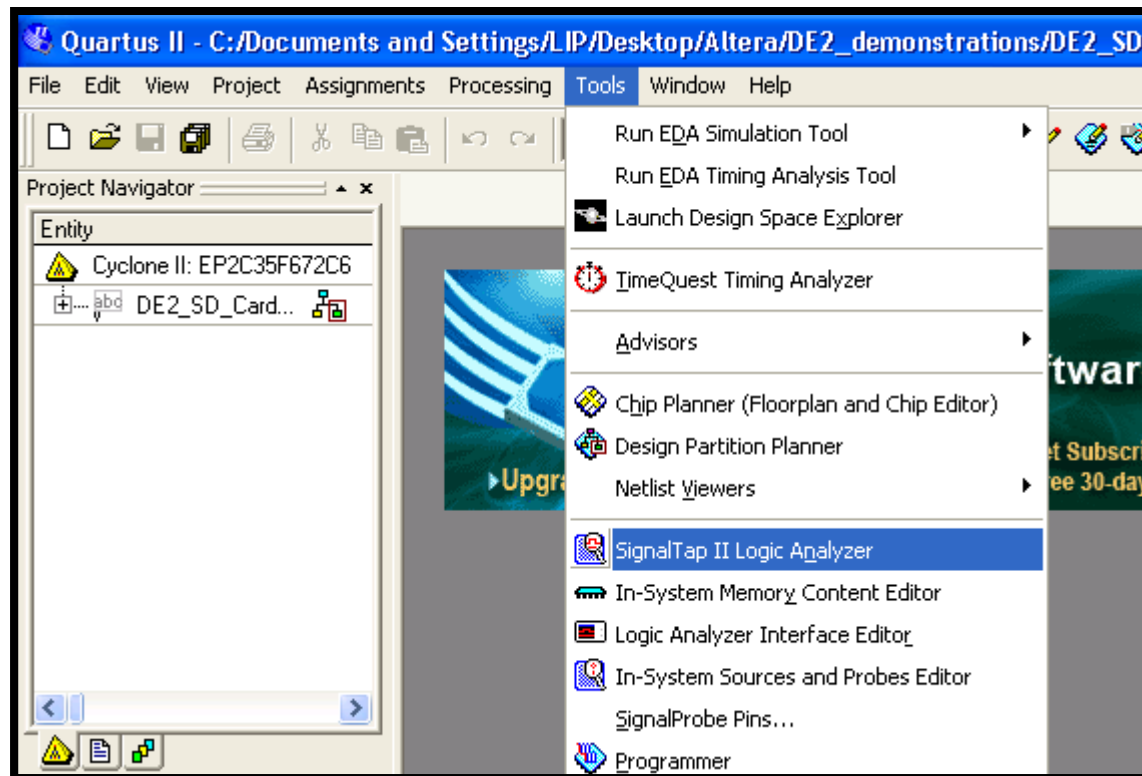 Quartus II - C:/Documents and Settings/LIP/Desktop/Altera/DE2_demonstrations/DE2_SD
File Edit View Project Assignments Processing Tools Window Help
Project Navigator
Entity
Cyclone II: EP2C35F672C6
abd DE2_SD_Card...
Run EDA Simulation Tool
Run EDA Timing Analysis Tool
Launch Design Space Explorer
TimeQuest Timing Analyzer
Advisors
Chip Planner (Floorplan and Chip Editor)
Design Partition Planner
Netlist Viewers
SignalTap II Logic Analyzer
In-System Memory Content Editor
Logic Analyzer Interface Editor
In-System Sources and Probes Editor
SignalProbe Pins...
Programmer
Upgra
ftwar
et Subscri
ree 30-day